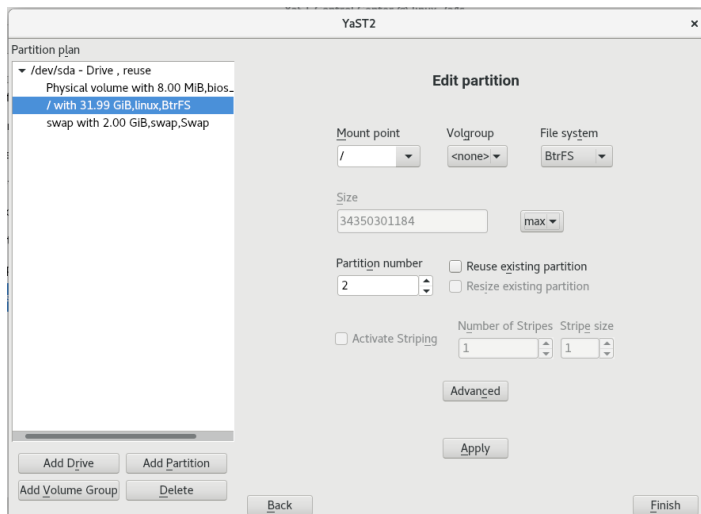 YaST2
×
Partition plan
/dev/sda - Drive , reuse
Physical volume with 8.00 MiB,bios_
/ with 31.99 GiB,linux,BtrFS
swap with 2.00 GiB,swap,Swap
Add Drive
Add Partition
Add Volume Group
Delete
Edit partition
Mount point
Volgroup
File system
/
<none>
BtrFS
Size
34350301184
max
Partition number
Reuse existing partition
2
Resize existing partition
Activate Striping
Number of Stripes
Stripe size
1
1
Advanced
Apply
Back
Finish